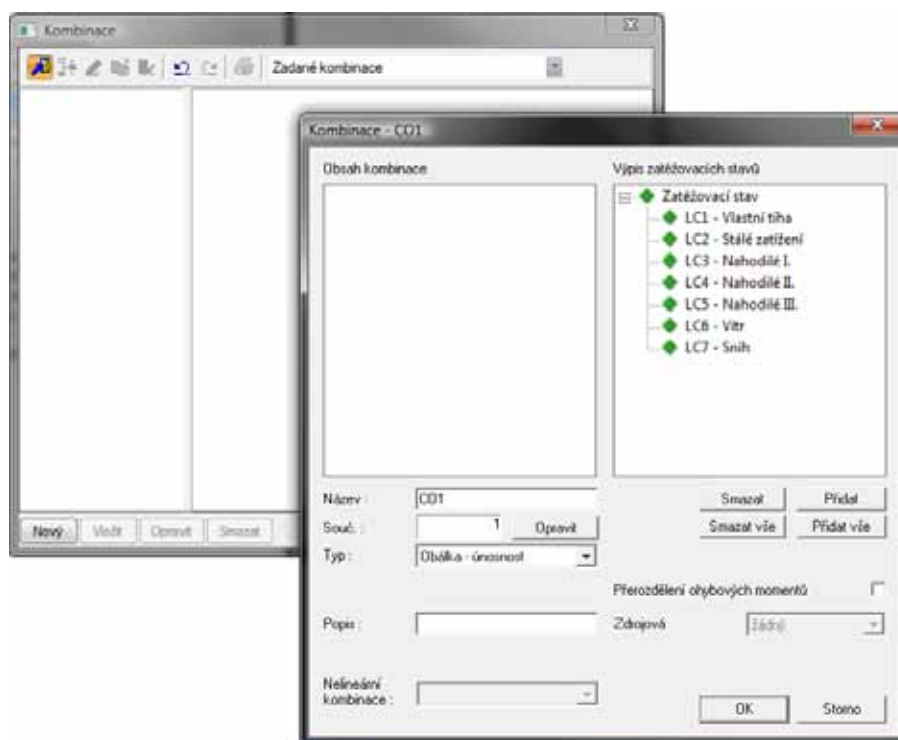 Kombinace
Zadané kombinace
Nový Vložit Opravit Smazat
Kombinace - CO1
Obsah kombinace
Výpis zatěžovacích stavů
Zatěžovací stav
LC1 - Vlastní tíha
LC2 - Stálé zatížení
LC3 - Nahodilé I.
LC4 - Nahodilé II.
LC5 - Nahodilé III.
LC6 - Vítr
LC7 - Sníh
Název : CO1
Smazat Přidat
Souč. : 1 Opravit
Smazat vše Přidat vše
Typ : Obálka - únosnost
Přerozdělení ohybových momentů
Popis :
Zdrojová žádný
Nelineární
kombinace :
OK Storno